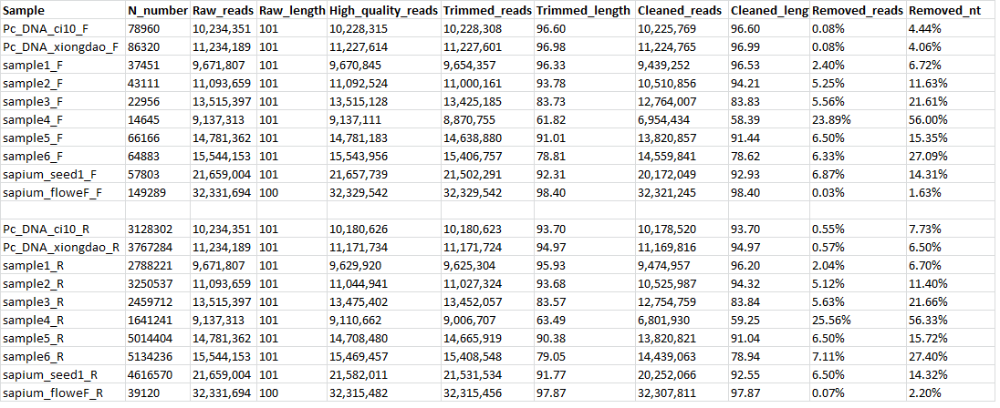 Sample N_number Raw_reads Raw_length High_quality_reads Trimmed_reads Trimmed_length Cleaned_reads Cleaned_leng Removed_reads Removed_nt
Pc_DNA_ci10_F 78960 10,234,351 101 10,228,315 10,228,308 96.60 10,225,769 96.60 0.08% 4.44%
Pc_DNA_xiongdao_F 86320 11,234,189 101 11,227,614 11,227,601 96.98 11,224,765 96.99 0.08% 4.06%
sample1_F 37451 9,671,807 101 9,670,845 9,654,357 96.33 9,439,252 96.53 2.40% 6.72%
sample2_F 43111 11,093,659 101 11,092,524 11,000,161 93.78 10,510,856 94.21 5.25% 11.63%
sample3_F 22956 13,515,397 101 13,515,128 13,425,185 83.73 12,764,007 83.83 5.56% 21.61%
sample4_F 14645 9,137,313 101 9,137,111 8,870,755 61.82 6,954,434 58.39 23.89% 56.00%
sample5_F 66166 14,781,362 101 14,781,183 14,638,880 91.01 13,820,857 91.44 6.50% 15.35%
sample6_F 64883 15,544,153 101 15,543,956 15,406,757 78.81 14,559,841 78.62 6.33% 27.09%
sapium_seed1_F 57803 21,659,004 101 21,657,739 21,502,291 92.31 20,172,049 92.93 6.87% 14.31%
sapium_floweF_F 149289 32,331,694 100 32,329,542 32,329,542 98.40 32,321,245 98.40 0.03% 1.63%
Pc_DNA_ci10_R 3128302 10,234,351 101 10,180,626 10,180,623 93.70 10,178,520 93.70 0.55% 7.73%
Pc_DNA_xiongdao_R 3767284 11,234,189 101 11,171,734 11,171,724 94.97 11,169,816 94.97 0.57% 6.50%
sample1_R 2788221 9,671,807 101 9,629,920 9,625,304 95.93 9,474,957 96.20 2.04% 6.70%
sample2_R 3250537 11,093,659 101 11,044,941 11,027,324 93.68 10,525,987 94.32 5.12% 11.40%
sample3_R 2459712 13,515,397 101 13,475,402 13,452,057 83.57 12,754,759 83.84 5.63% 21.66%
sample4_R 1641241 9,137,313 101 9,110,662 9,006,707 63.49 6,801,930 59.25 25.56% 56.33%
sample5_R 5014404 14,781,362 101 14,708,480 14,665,919 90.38 13,820,821 91.04 6.50% 15.72%
sample6_R 5134236 15,544,153 101 15,469,457 15,408,548 79.05 14,439,063 78.94 7.11% 27.40%
sapium_seed1_R 4616570 21,659,004 101 21,582,011 21,531,534 91.77 20,252,066 92.55 6.50% 14.32%
sapium_floweF_R 39120 32,331,694 100 32,315,482 32,315,456 97.87 32,307,811 97.87 0.07% 2.20%